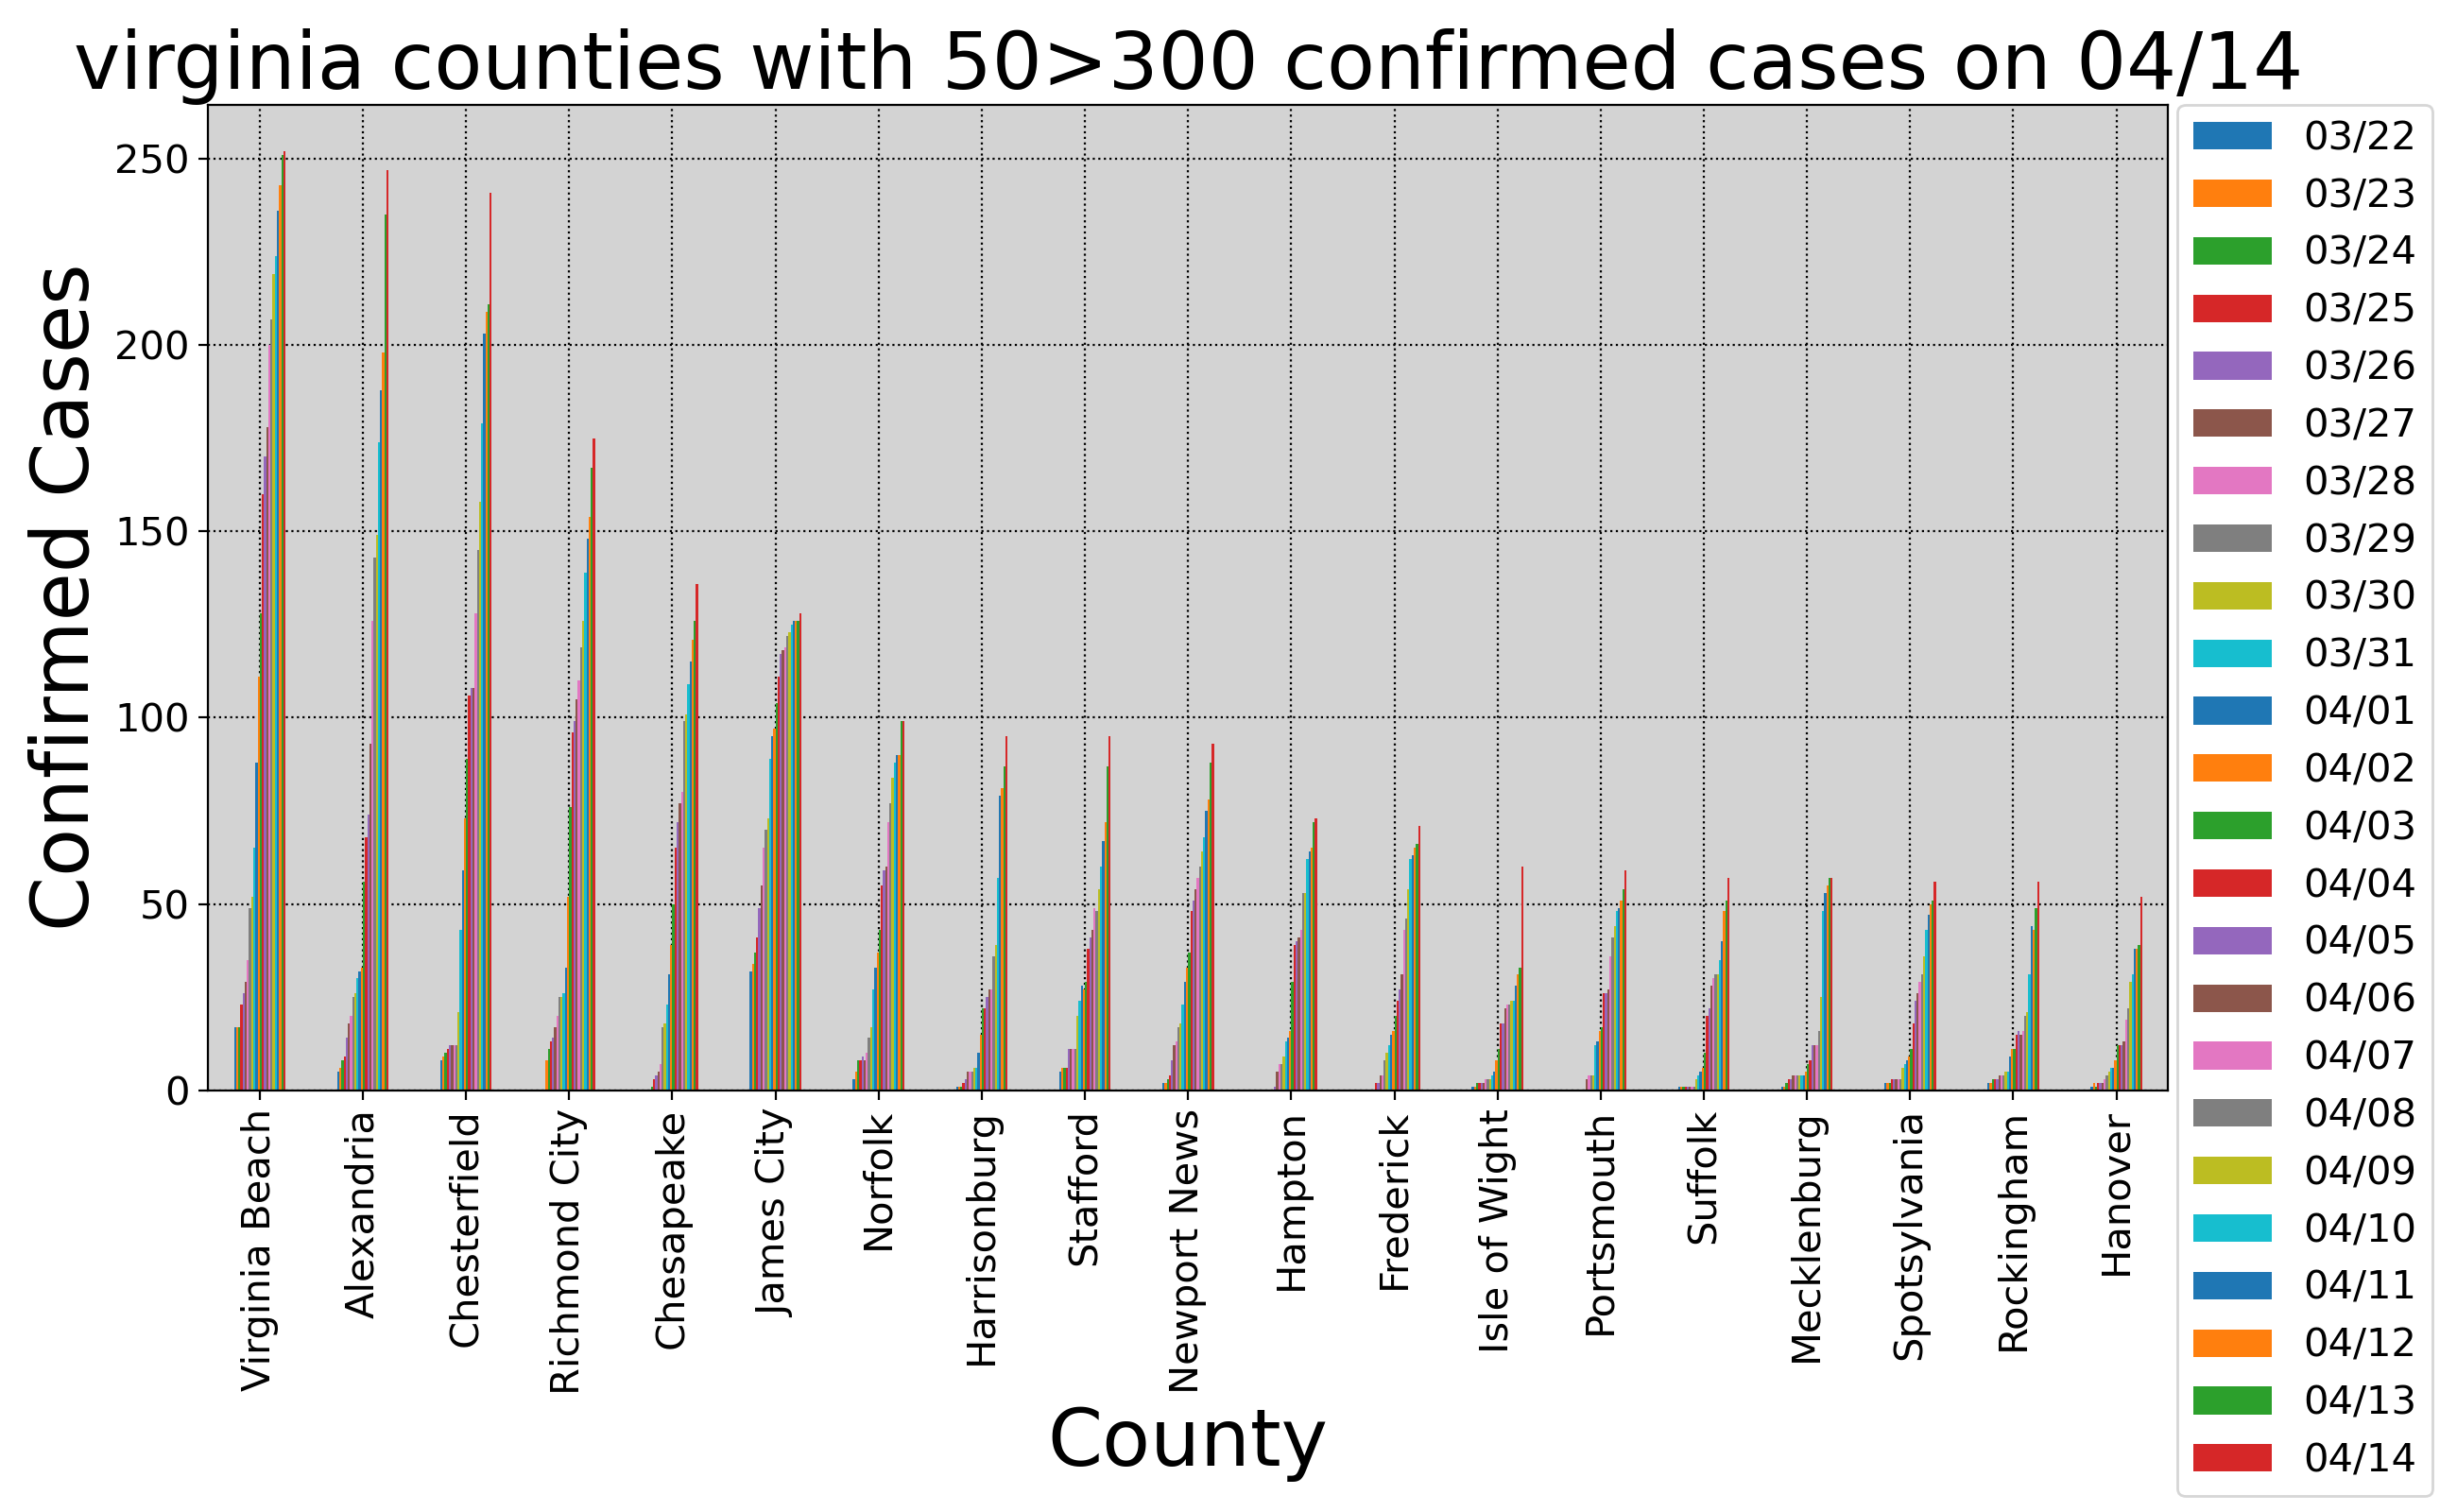 virginia counties with 50>300 confirmed cases on 04/14
Confirmed Cases
250
200
150
100
50
0
Virginia Beach
Alexandria
Chesterfield
Richmond City
Chesapeake
James City
Norfolk
Harrisonburg
Stafford
Newport News
Hampton
Frederick
Isle of Wight
Portsmouth
Suffolk
Mecklenburg
Spotsylvania
Rockingham
Hanover
County
03/22
03/23
03/24
03/25
03/26
03/27
03/28
03/29
03/30
03/31
04/01
04/02
04/03
04/04
04/05
04/06
04/07
04/08
04/09
04/10
04/11
04/12
04/13
04/14